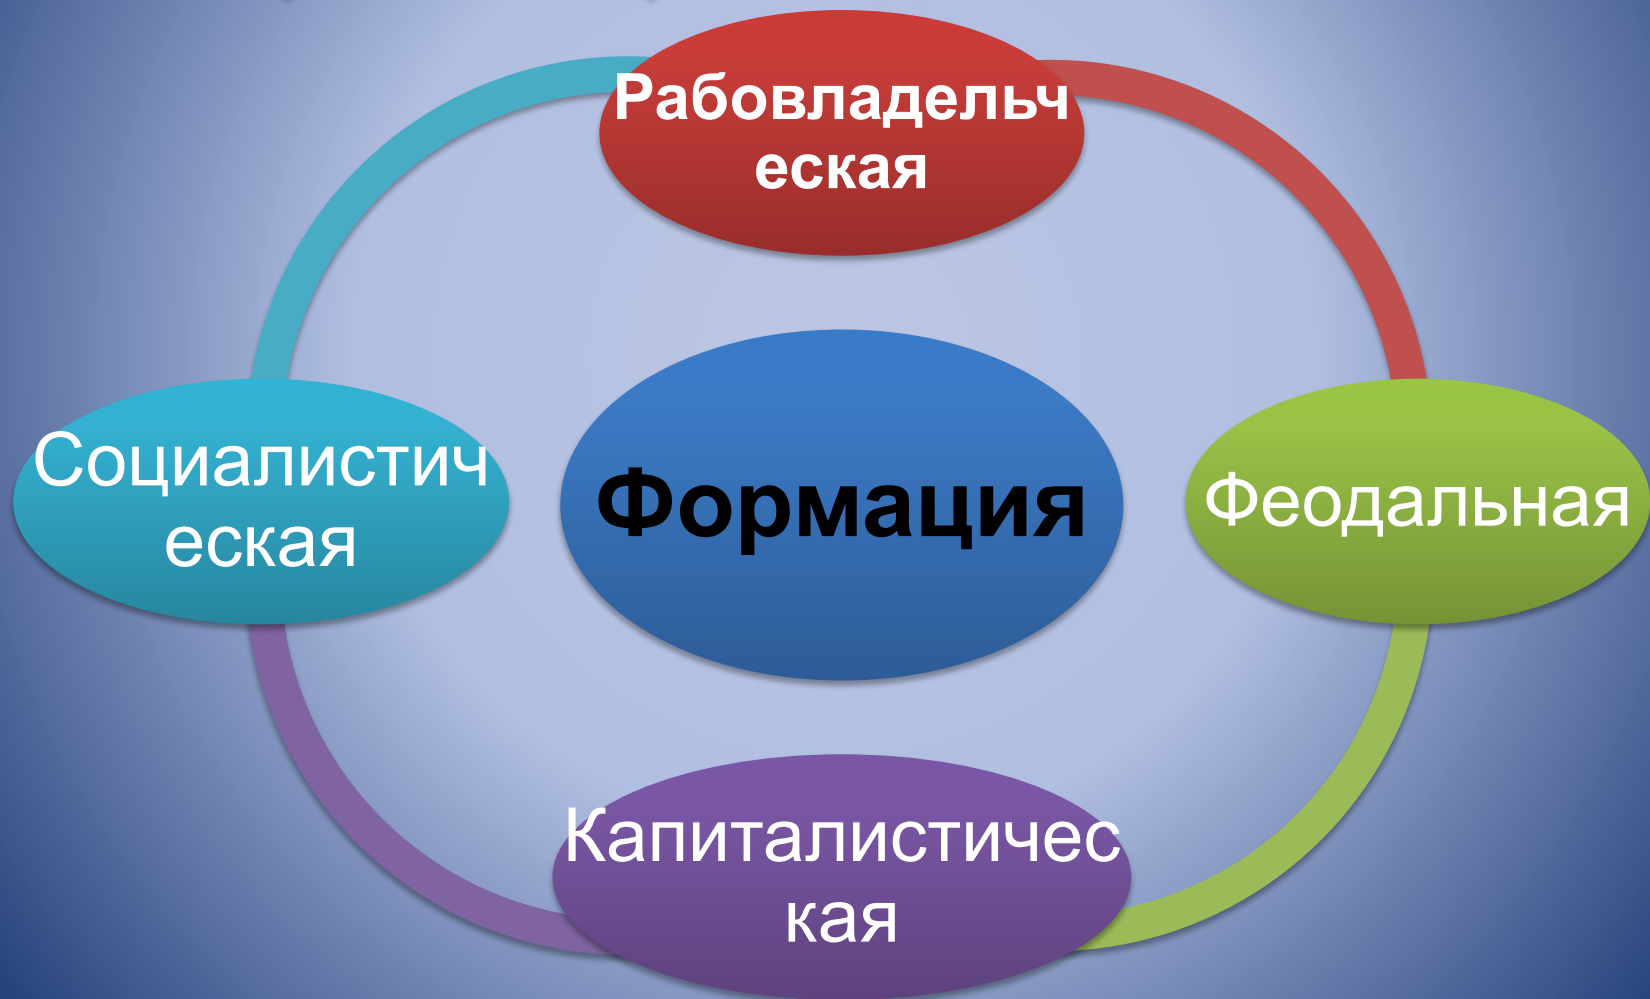 Рабовладельч
еская
Социалистич
еская
Формация
Феодальная
Капиталистичес
кая